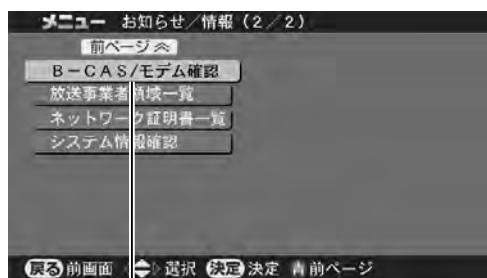 メニュー お知らせ/情報(2/2)
前ページ
B-CAS/モデム確認
放送事業者領域一覧
ネットワーク証明書一覧
システム情報確認
戻る 前画面 選択 決定 決定 青 前ページ